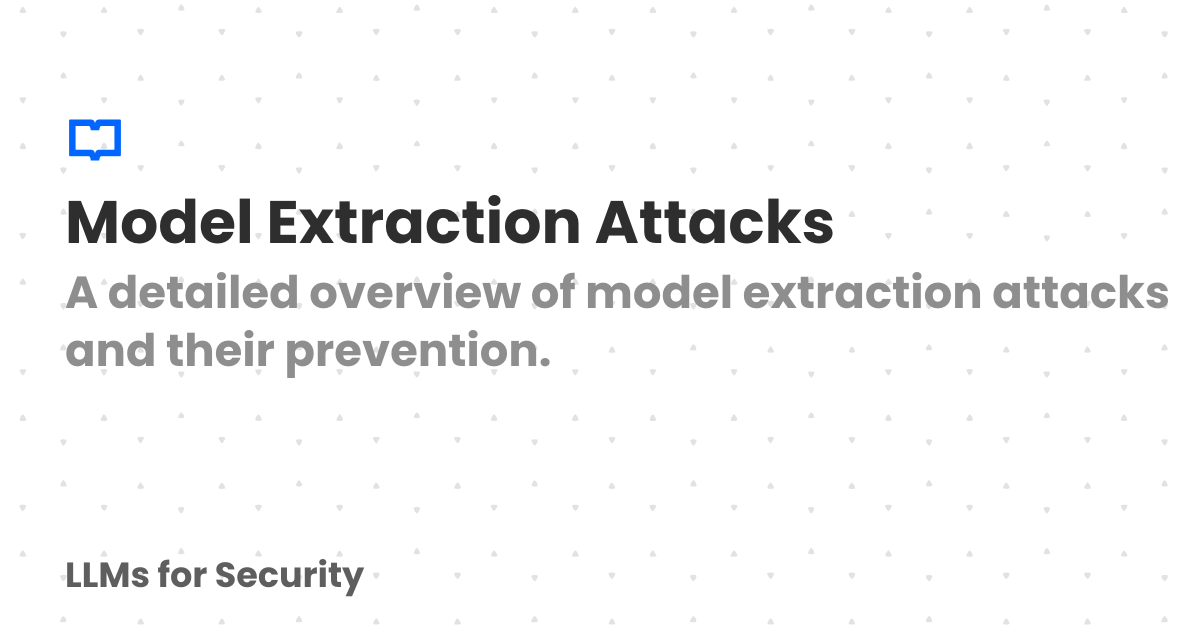 Model Extraction Attacks
A detailed overview of model extraction attacks
and their prevention.
LLMs for Security